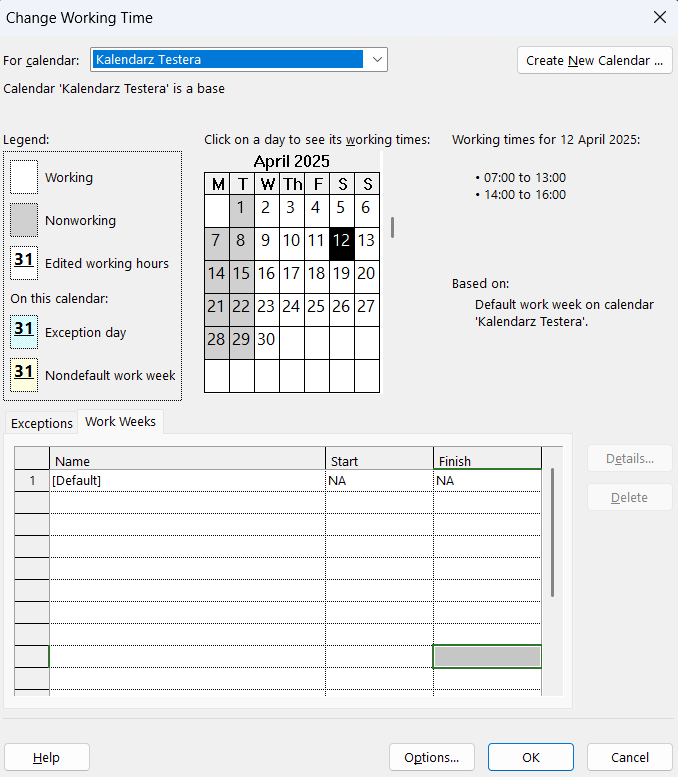 Change Working Time
For calendar: Kalendarz Testera Create New Calendar ...
Calendar 'Kalendarz Testera' is a base
Legend:
Working
Nonworking
31 Edited working hours
On this calendar:
31 Exception day
31 Nondefault work week
Click on a day to see its working times:
April 2025
M T W Th F S S
1 2 3 4 5 6
7 8 9 10 11 12 13
14 15 16 17 18 19 20
21 22 23 24 25 26 27
28 29 30
Working times for 12 April 2025:
• 07:00 to 13:00
• 14:00 to 16:00
Based on:
Default work week on calendar
'Kalendarz Testera'.
Exceptions Work Weeks
Name Start Finish
1 [Default] NA NA
Details...
Delete
Help Options... OK Cancel